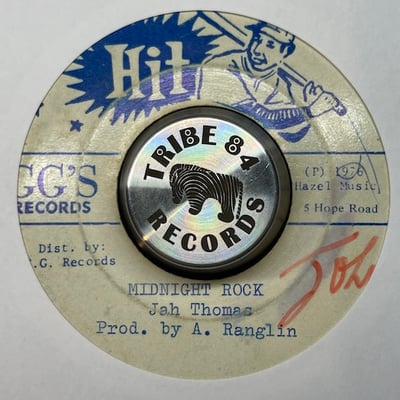 Hit
TRIBE 84
RECORDS
GG'S
RECORDS
(P) 1976
Hazel Music
5 Hope Road
Dist. by:
.G. Records
MIDNIGHT ROCK
Jah Thomas
Prod. by A. Ranglin